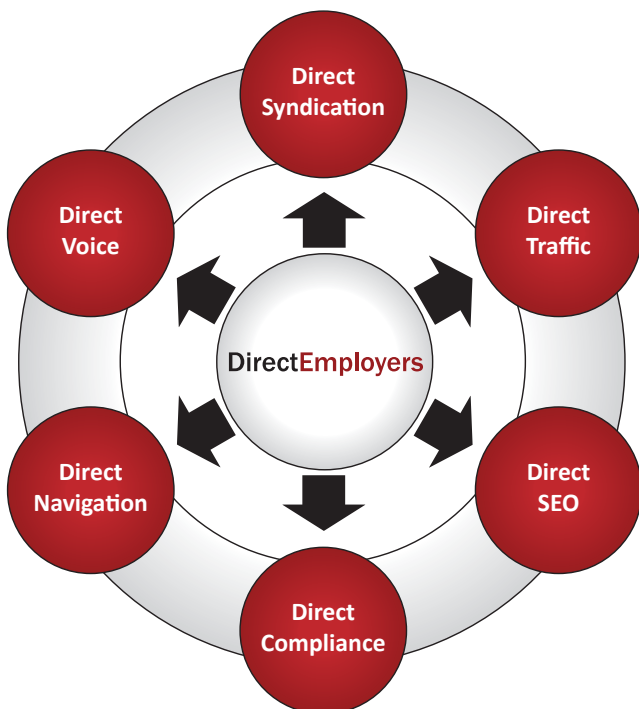 Direct
Syndication
Direct
Voice
Direct
Traffic
DirectEmployers
Direct
Navigation
Direct
SEO
Direct
Compliance